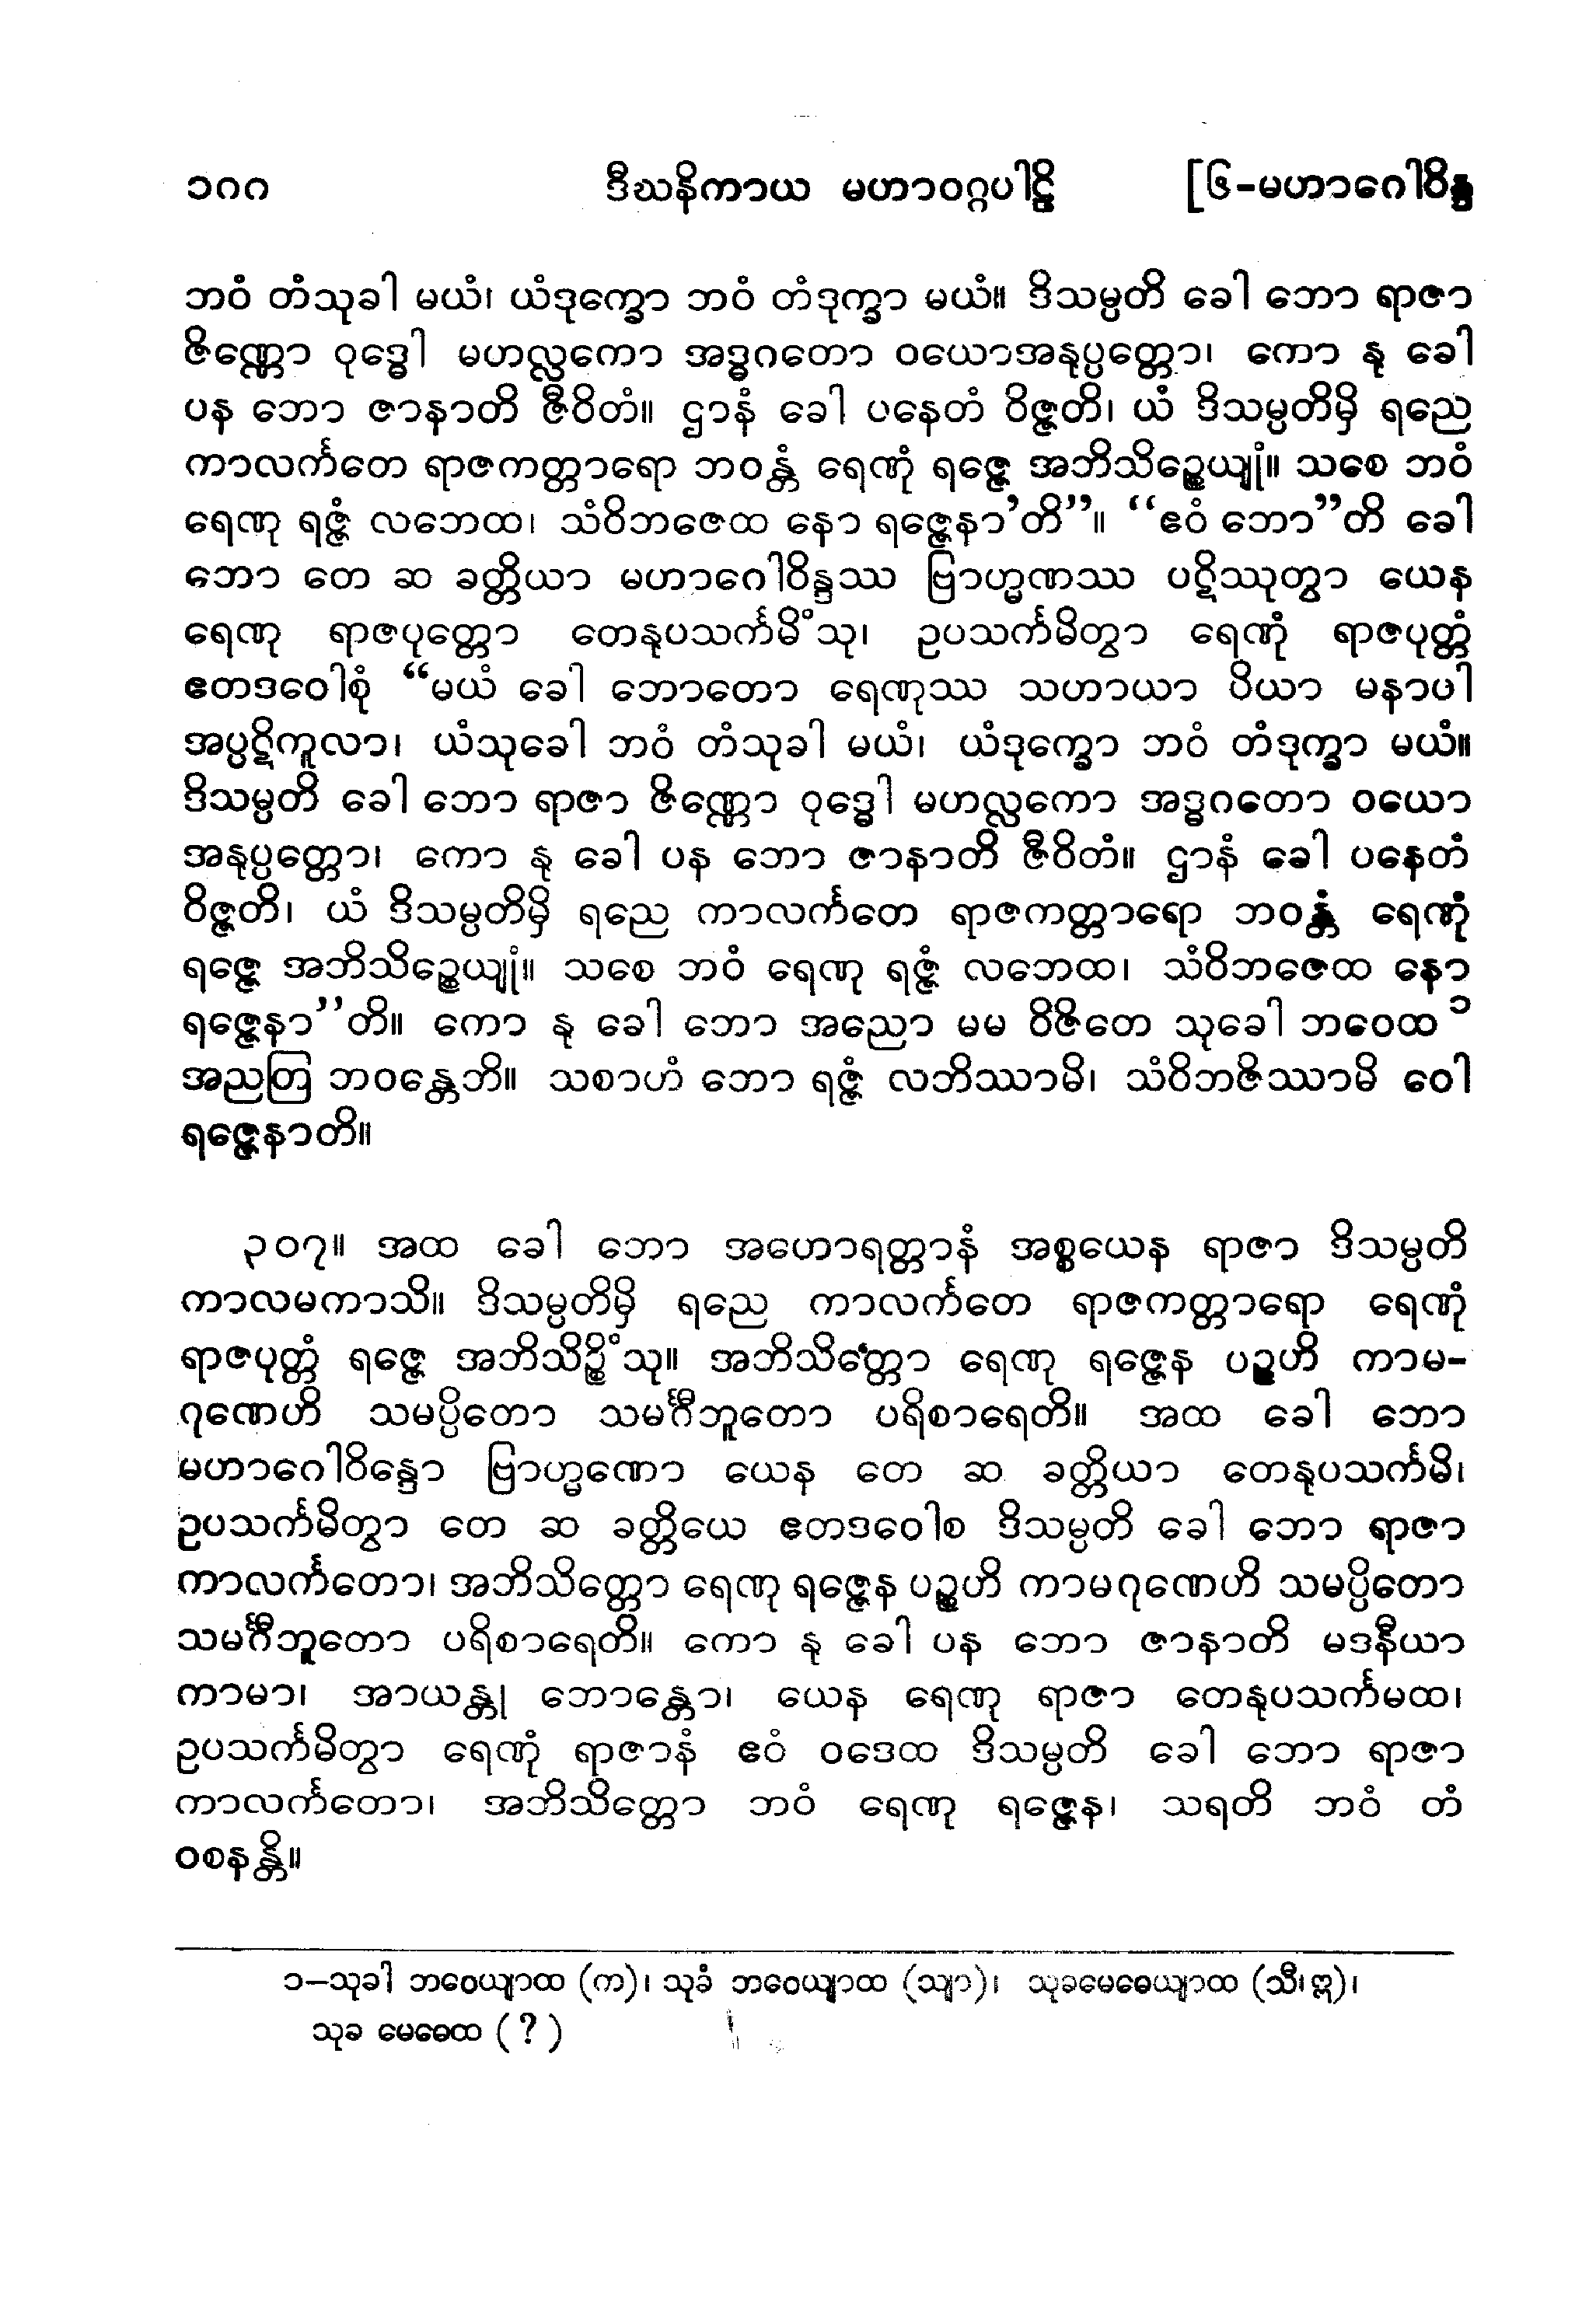 ၁၈၈ ဒီဃနိကာယ မဟာဝဂ္ဂပါဠိ [၆-မဟာဂေါဝိန္ဒ
ဘဝံ တံသုခါ မယံ၊ ယံဒုက္ခော ဘဝံ တံဒုက္ခာ မယံ။ ဒိသမ္ပတိ ခေါ ဘော ရာဇာ
ဇိဏ္ဏော ဝုဒ္ဓေါ မဟလ္လကော အဒ္ဓဂတော ဝယောအနုပ္ပတ္တော၊ ကော နု ခေါ
ပန ဘော ဇာနာတိ ဇီဝိတံ။ ဌာနံ ခေါ ပနေတံ ဝိဇ္ဇတိ၊ ယံ ဒိသမ္ပတိမှိ ရညေ
ကာလင်္ကတေ ရာဇကတ္တာရော ဘဝန္တံ ရေဏုံ ရဇ္ဇေ အဘိသိဉ္စေယျုံ။ သစေ ဘဝံ
ရေဏု ရဇ္ဇံ လဘေထ၊ သံဝိဘဇေထ နော ရဇ္ဇေနာ’တိ”။ “ဧဝံ ဘော”တိ ခေါ
ဘော တေ ဆ ခတ္တိယာ မဟာဂေါဝိန္ဒဿ ဗြာဟ္မဏဿ ပဋိဿုတွာ ယေန
ရေဏု ရာဇပုတ္တော တေနုပသင်္ကမိံသု၊ ဥပသင်္ကမိတွာ ရေဏုံ ရာဇပုတ္တံ
ဧတဒဝေါစုံ “မယံ ခေါ ဘောတော ရေဏုဿ သဟာယာ ပိယာ မနာပါ
အပ္ပဋိကူလာ၊ ယံသုခေါ ဘဝံ တံသုခါ မယံ၊ ယံဒုက္ခော ဘဝံ တံဒုက္ခာ မယံ။
ဒိသမ္ပတိ ခေါ ဘော ရာဇာ ဇိဏ္ဏော ဝုဒ္ဓေါ မဟလ္လကော အဒ္ဓဂတော ဝယော
အနုပ္ပတ္တော၊ ကော နု ခေါ ပန ဘော ဇာနာတိ ဇီဝိတံ။ ဌာနံ ခေါ ပနေတံ
ဝိဇ္ဇတိ၊ ယံ ဒိသမ္ပတိမှိ ရညေ ကာလင်္ကတေ ရာဇကတ္တာရော ဘဝန္တံ ရေဏုံ
ရဇ္ဇေ အဘိသိဉ္စေယျုံ။ သစေ ဘဝံ ရေဏု ရဇ္ဇံ လဘေထ၊ သံဝိဘဇေထ နော
ရဇ္ဇေနာ”တိ။ ကော နု ခေါ ဘော အညော မမ ဝိဇိတေ သုခေါ ဘဝေထ ၁
အညတြ ဘဝန္တေဘိ။ သစာဟံ ဘော ရဇ္ဇံ လဘိဿာမိ၊ သံဝိဘဇိဿာမိ ဝေါ
ရဇ္ဇေနာတိ။
၃၀၇။ အထ ခေါ ဘော အဟောရတ္တာနံ အစ္စယေန ရာဇာ ဒိသမ္ပတိ
ကာလမကာသိ။ ဒိသမ္ပတိမှိ ရညေ ကာလင်္ကတေ ရာဇကတ္တာရော ရေဏုံ
ရာဇပုတ္တံ ရဇ္ဇေ အဘိသိဉ္စိံသု။ အဘိသိတ္တော ရေဏု ရဇ္ဇေန ပဉ္စဟိ ကာမ-
ဂုဏေဟိ သမပ္ပိတော သမင်္ဂီဘူတော ပရိစာရေတိ။ အထ ခေါ ဘော
မဟာဂေါဝိန္ဒော ဗြာဟ္မဏော ယေန တေ ဆ ခတ္တိယာ တေနုပသင်္ကမိ၊
ဥပသင်္ကမိတွာ တေ ဆ ခတ္တိယေ ဧတဒဝေါစ ဒိသမ္ပတိ ခေါ ဘော ရာဇာ
ကာလင်္ကတော၊ အဘိသိတ္တော ရေဏု ရဇ္ဇေန ပဉ္စဟိ ကာမဂုဏေဟိ သမပ္ပိတော
သမင်္ဂီဘူတော ပရိစာရေတိ။ ကော နု ခေါ ပန ဘော ဇာနာတိ မဒနီယာ
ကာမာ၊ အာယန္တု ဘောန္တော၊ ယေန ရေဏု ရာဇာ တေနုပသင်္ကမထ၊
ဥပသင်္ကမိတွာ ရေဏုံ ရာဇာနံ ဧဝံ ဝဒေထ ဒိသမ္ပတိ ခေါ ဘော ရာဇာ
ကာလင်္ကတော၊ အဘိသိတ္တော ဘဝံ ရေဏု ရဇ္ဇေန၊ သရတိ ဘဝံ တံ
ဝစနန္တိ။
၁–သုခါ ဘဝေယျာထ (က)၊ သုခံ ဘဝေယျာထ (သျာ)၊ သုခမေဓေယျာထ (သီ၊ ဣ)၊
သုခ မေဓေထ (?)